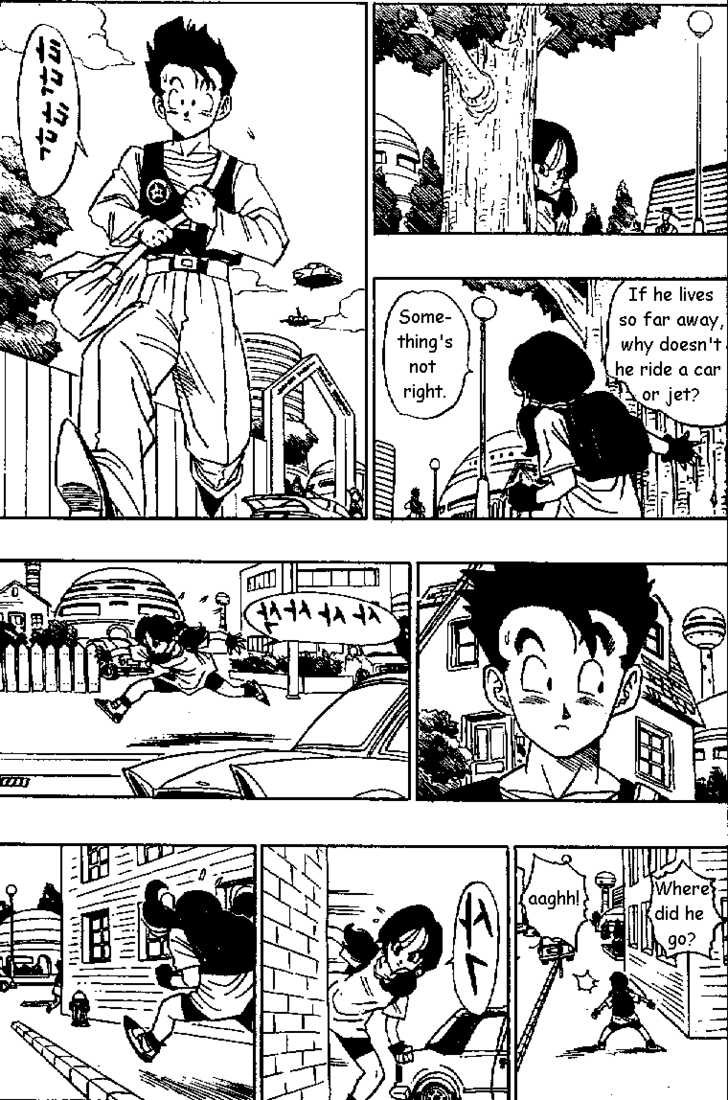 Some-
thing's
not
right.
If he lives
so far away,
why doesn't
he ride a car
or jet?
aaghh!
Where
did he
go?